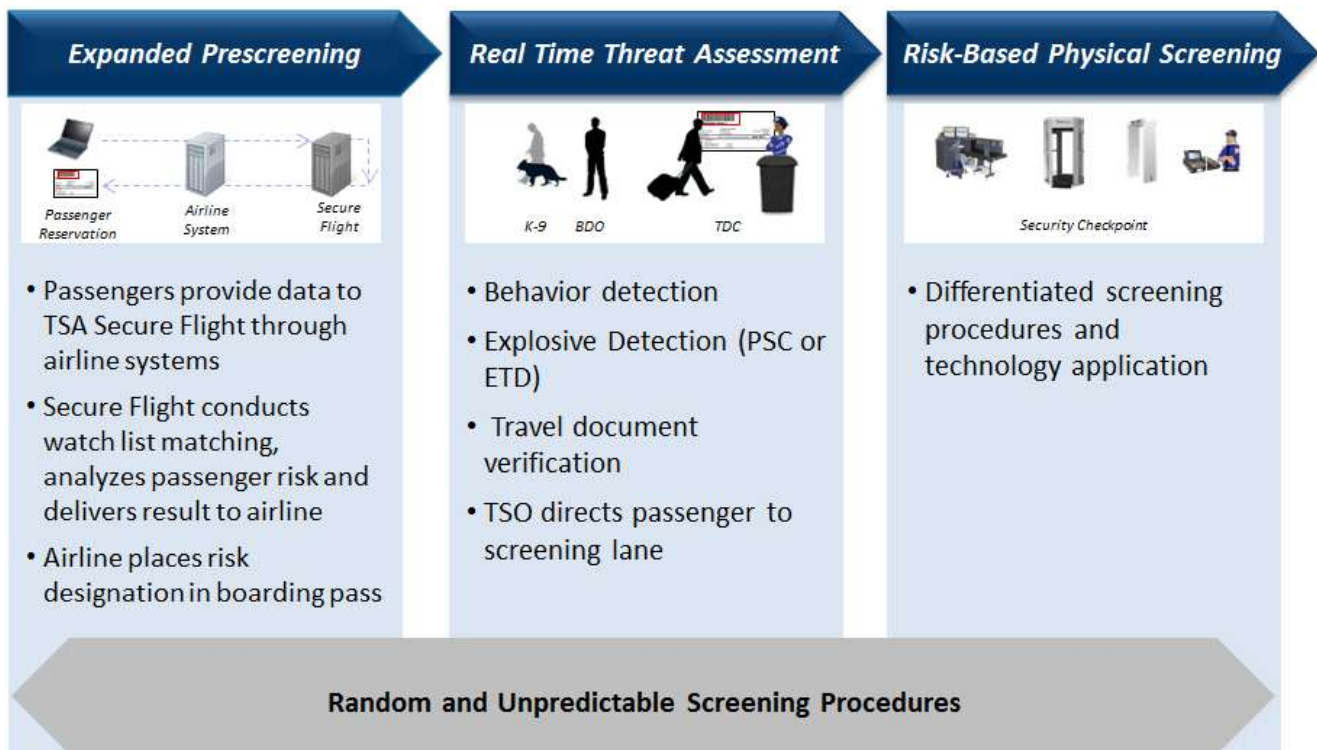 Expanded Prescreening
Passenger
Reservation
Airline
System
Secure
Flight
• Passengers provide data to
TSA Secure Flight through
airline systems
• Secure Flight conducts
watch list matching,
analyzes passenger risk and
delivers result to airline
• Airline places risk
designation in boarding pass
Real Time Threat Assessment
K-9 BDO TDC
• Behavior detection
• Explosive Detection (PSC or
ETD)
• Travel document
verification
• TSO directs passenger to
screening lane
Risk-Based Physical Screening
Security Checkpoint
• Differentiated screening
procedures and
technology application
Random and Unpredictable Screening Procedures